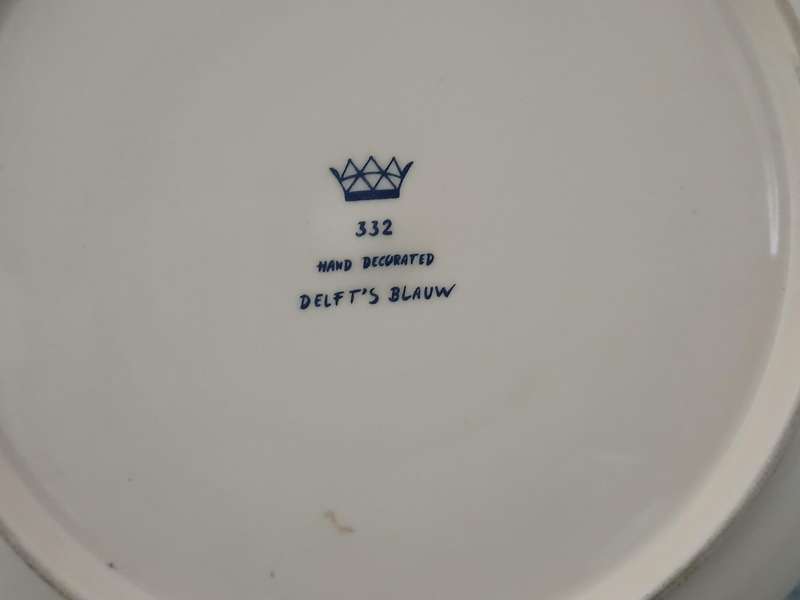 332
HAND DECORATED
DELFT'S BLAUW